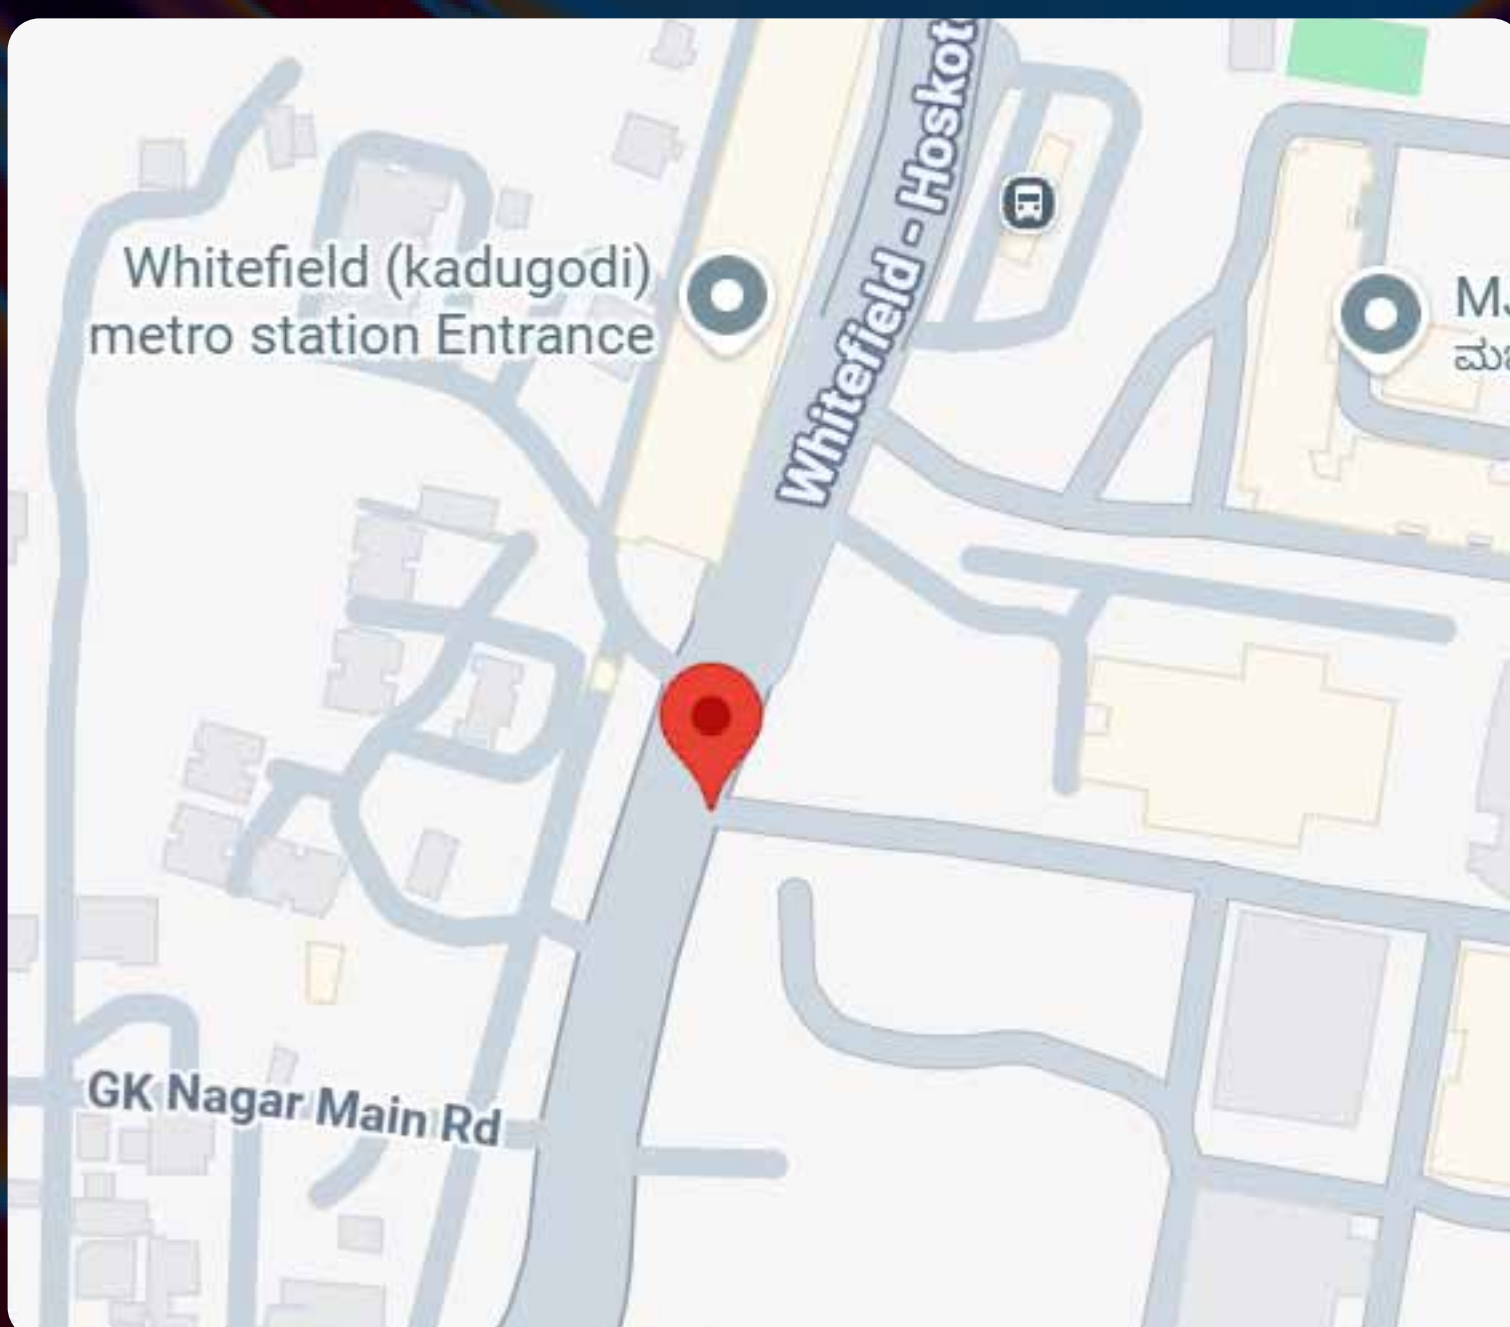 Whitefield - Hoskot
Whitefield (kadugodi)
metro station Entrance
GK Nagar Main Rd